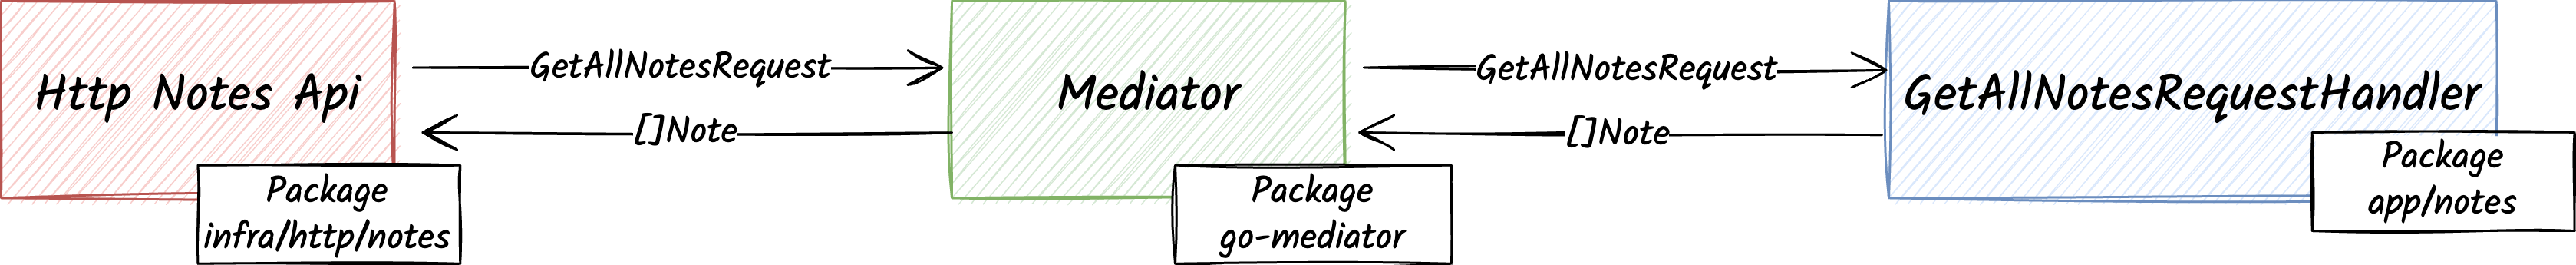 Http Notes Api
GetAllNotesRequest
[]Note
Package
infra/http/notes
Mediator
Package
go-mediator
GetAllNotesRequest
[]Note
GetAllNotesRequestHandler
Package
app/notes